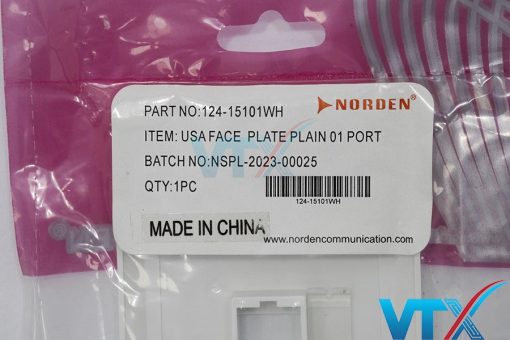 PART NO:124-15101WH
NORDEN®
ITEM: USA FACE PLATE PLAIN 01 PORT
BATCH NO:NSPL-2023-00025
QTY:1PC
124-15101WH
MADE IN CHINA
www.nordencommunication.com
VTX
VTX